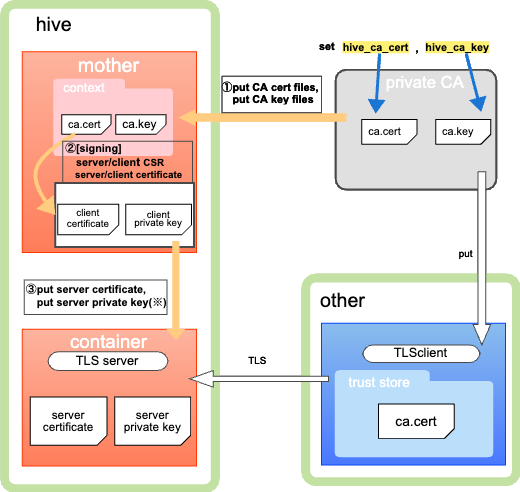 hive
set hive_ca_cert , hive_ca_key
mother
context
ca.cert
ca.key
①put CA cert files,
put CA key files
private CA
ca.cert
ca.key
②[signing]
server/client CSR
server/client certificate
client
certificate
client
private key
put
③put server certificate,
put server private key(※)
other
container
TLS server
TLS
TLSclient
trust store
ca.cert
server
certificate
server
private key